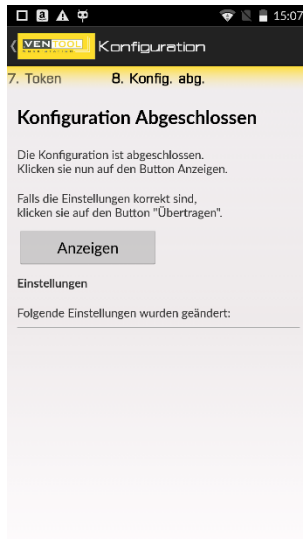 15:07
VENTOOL
Konfiguration
7. Token 8. Konfig. abg.
Konfiguration Abgeschlossen
Die Konfiguration ist abgeschlossen.
Klicken sie nun auf den Button Anzeigen.
Falls die Einstellungen korrekt sind,
klicken sie auf den Button "Übertragen".
Anzeigen
Einstellungen
Folgende Einstellungen wurden geändert: